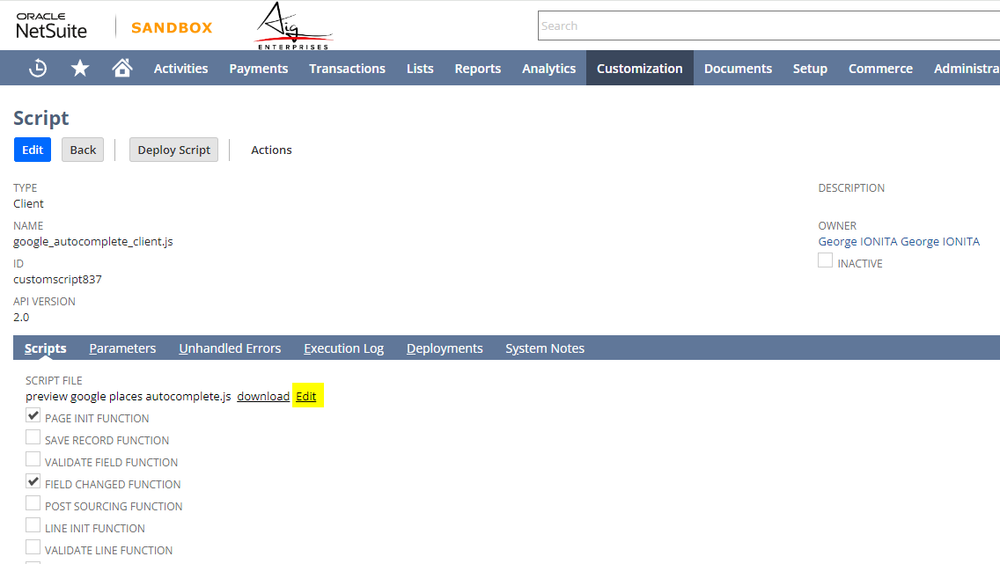 ORACLE
NetSuite
SANDBOX
Aig
ENTERPRISES
Search
Activities Payments Transactions Lists Reports Analytics Customization Documents Setup Commerce Administra
Script
Edit Back Deploy Script Actions
TYPE
Client
NAME
google_autocomplete_client.js
ID
customscript837
API VERSION
2.0
DESCRIPTION
OWNER
George IONITA George IONITA
INACTIVE
Scripts Parameters Unhandled Errors Execution Log Deployments System Notes
SCRIPT FILE
preview google places autocomplete.js download Edit
PAGE INIT FUNCTION
SAVE RECORD FUNCTION
VALIDATE FIELD FUNCTION
FIELD CHANGED FUNCTION
POST SOURCING FUNCTION
LINE INIT FUNCTION
VALIDATE LINE FUNCTION